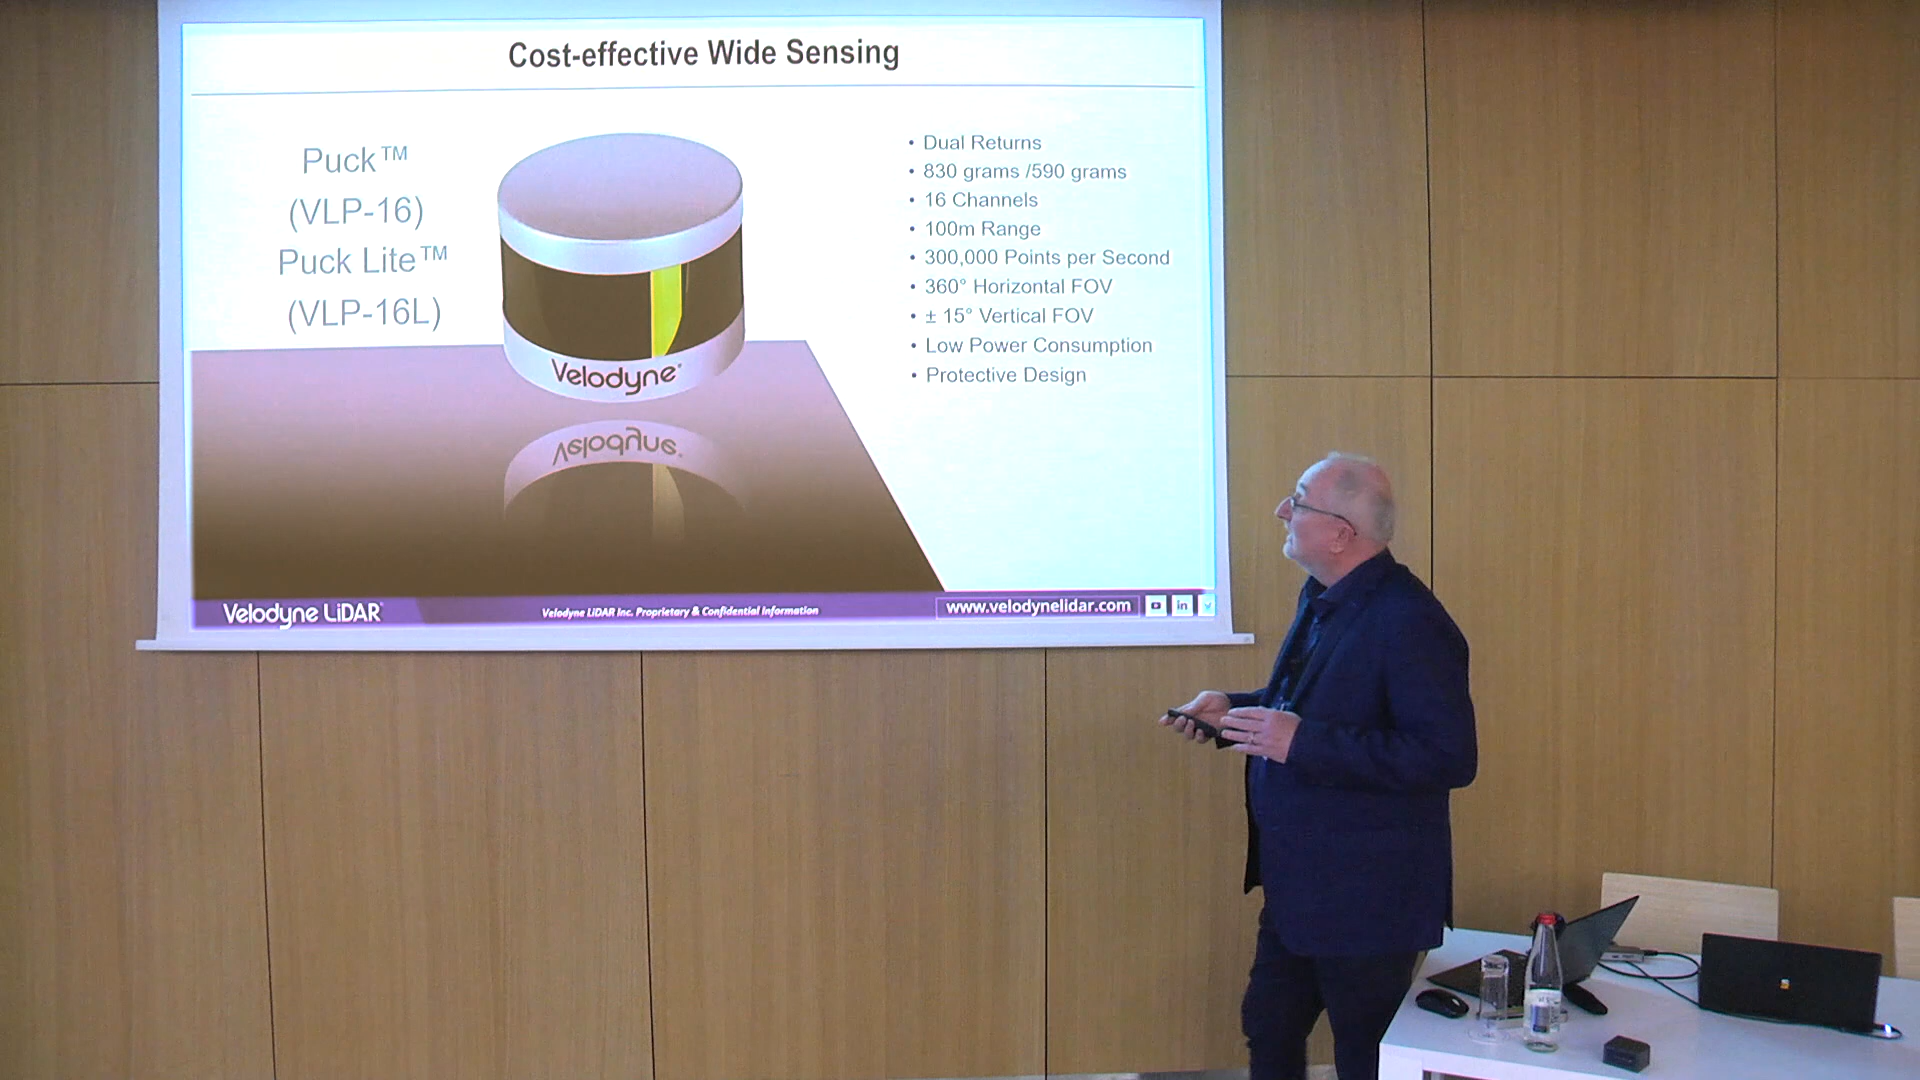 Cost-effective Wide Sensing
Puck™
(VLP-16)
Puck Lite™
(VLP-16L)
• Dual Returns
• 830 grams /590 grams
• 16 Channels
• 100m Range
• 300,000 Points per Second
• 360° Horizontal FOV
• ± 15° Vertical FOV
• Low Power Consumption
• Protective Design
Velodyne®
Velodyne®
Velodyne LiDAR®
Velodyne LiDAR Inc. Proprietary & Confidential Information
www.velodynelidar.com
in